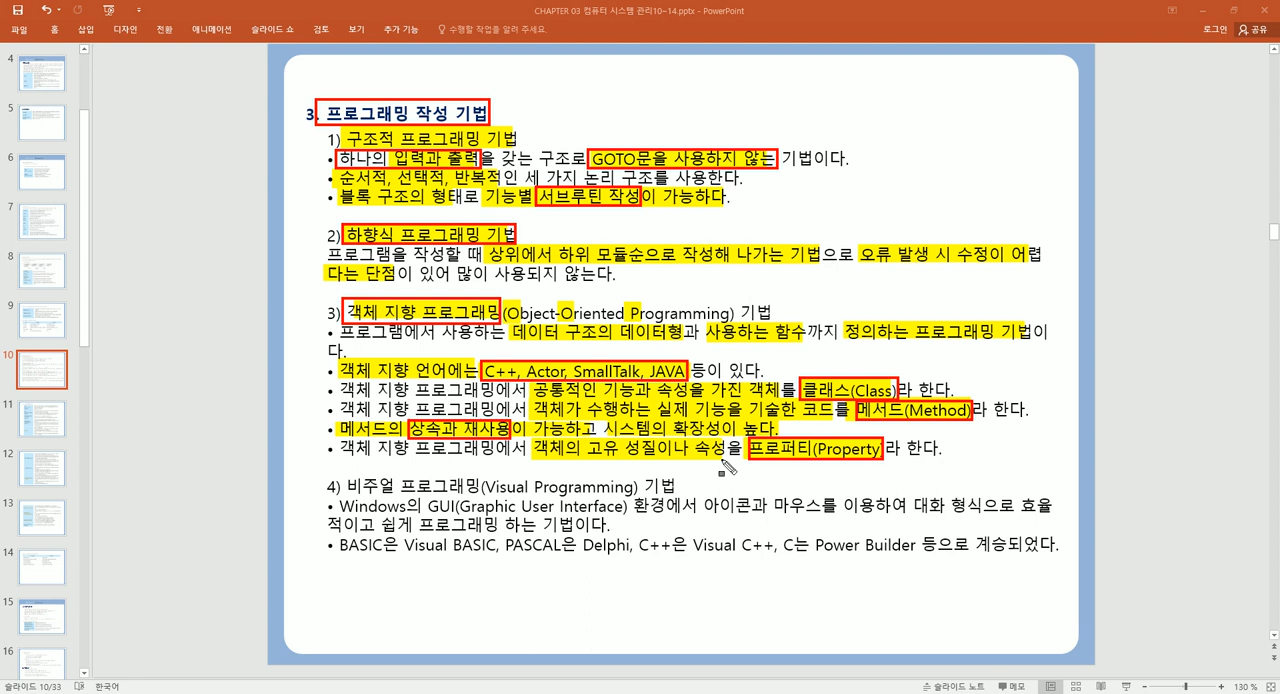 CHAPTER 03 컴퓨터 시스템 관리10~14.pptx - PowerPoint
파일 홈 삽입 디자인 전환 애니메이션 슬라이드 쇼 검토 보기 추가 기능 수행할 작업을 알려 주세요. 로그인 공유
3. 프로그래밍 작성 기법
1) 구조적 프로그래밍 기법
• 하나의 입력과 출력을 갖는 구조로 GOTO문을 사용하지 않는 기법이다.
• 순서적, 선택적, 반복적인 세 가지 논리 구조를 사용한다.
• 블록 구조의 형태로 기능별 서브루틴 작성이 가능하다.
2) 하향식 프로그래밍 기법
프로그램을 작성할 때 상위에서 하위 모듈순으로 작성해 나가는 기법으로 오류 발생 시 수정이 어렵
다는 단점이 있어 많이 사용되지 않는다.
3) 객체 지향 프로그래밍(Object-Oriented Programming) 기법
• 프로그램에서 사용하는 데이터 구조의 데이터형과 사용하는 함수까지 정의하는 프로그래밍 기법이
다.
• 객체 지향 언어에는 C++, Actor, SmallTalk, JAVA 등이 있다.
• 객체 지향 프로그래밍에서 공통적인 기능과 속성을 가진 객체를 클래스(Class)라 한다.
• 객체 지향 프로그래밍에서 객체가 수행하는 실제 기능을 기술한 코드를 메서드(Method)라 한다.
• 메서드의 상속과 재사용이 가능하고 시스템의 확장성이 높다.
• 객체 지향 프로그래밍에서 객체의 고유 성질이나 속성을 프로퍼티(Property)라 한다.
4) 비주얼 프로그래밍(Visual Programming) 기법
• Windows의 GUI(Graphic User Interface) 환경에서 아이콘과 마우스를 이용하여 대화 형식으로 효율
적이고 쉽게 프로그래밍 하는 기법이다.
• BASIC은 Visual BASIC, PASCAL은 Delphi, C++은 Visual C++, C는 Power Builder 등으로 계승되었다.
4
5
6
7
8
9
10
11
12
13
14
15
16
슬라이드 10/33 한국어 슬라이드 노트 메모 130 %